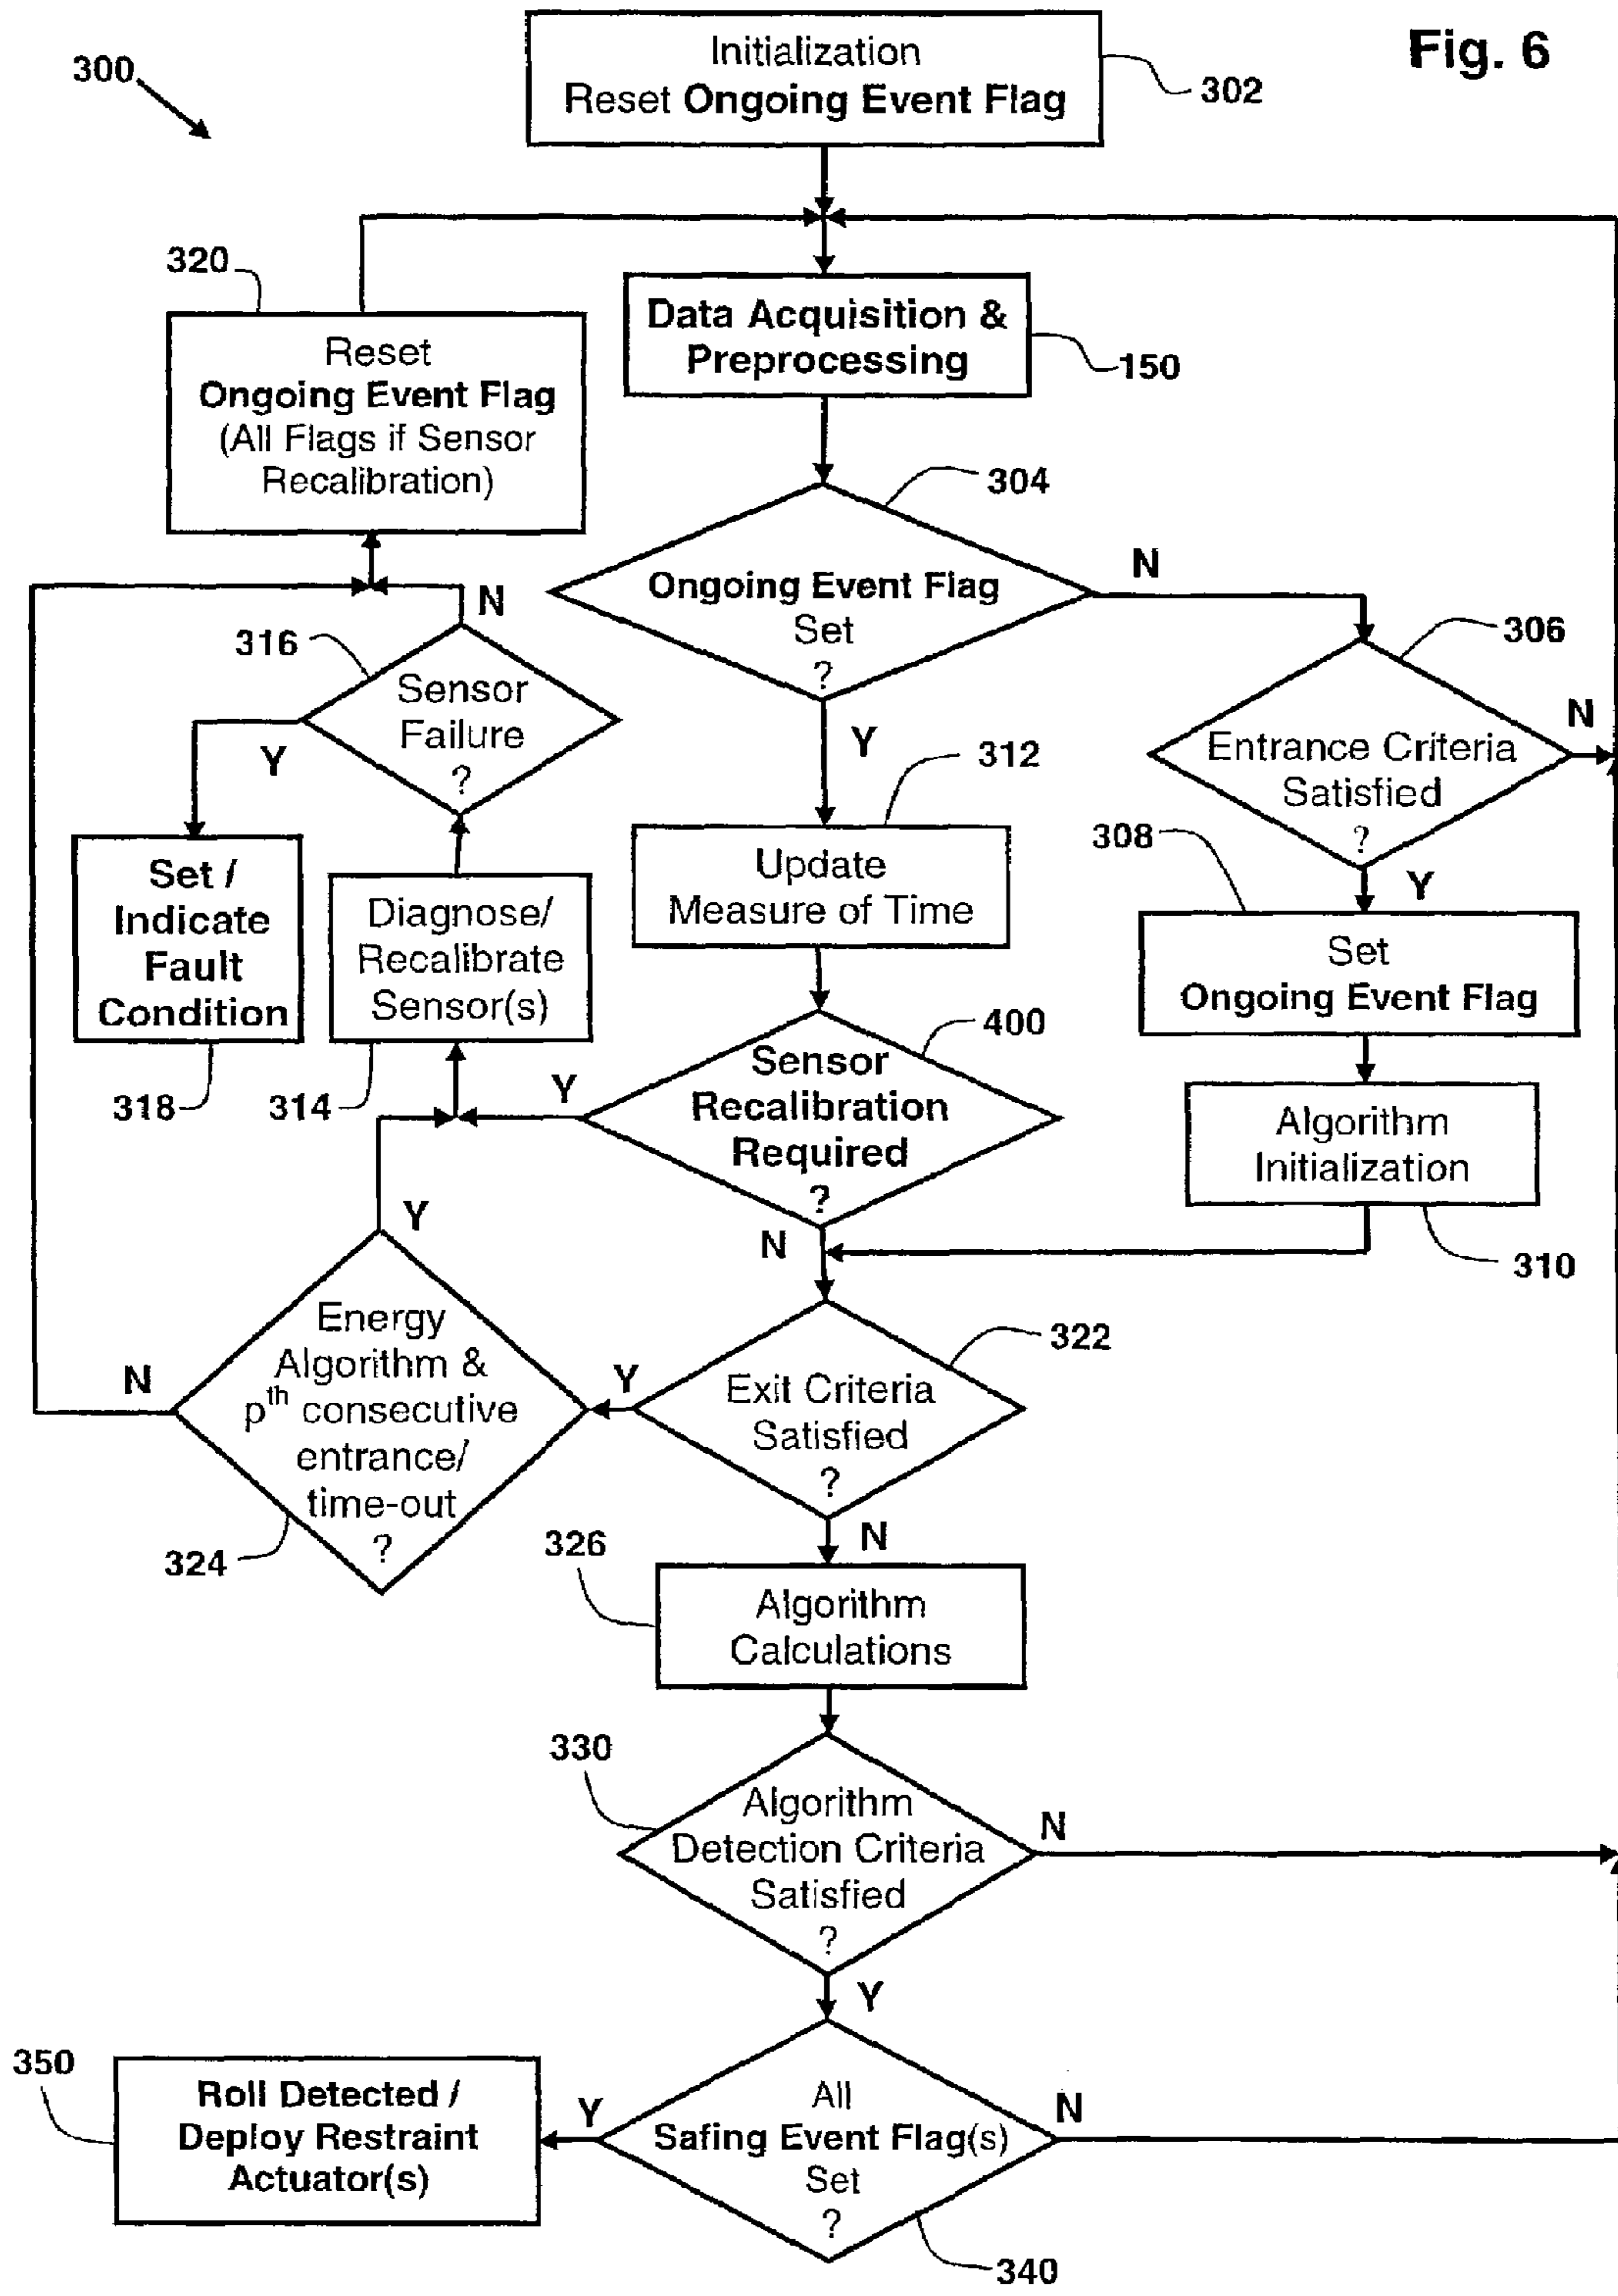 Fig. 6
300
Initialization
Reset Ongoing Event Flag
302
320
Reset
Ongoing Event Flag
(All Flags if Sensor
Recalibration)
Data Acquisition &
Preprocessing
150
304
Ongoing Event Flag
Set
?
N
Y
306
Entrance Criteria
Satisfied
?
N
Y
316
Sensor
Failure
?
N
Y
312
Update
Measure of Time
308
Set
Ongoing Event Flag
Set /
Indicate
Fault
Condition
318
Diagnose/
Recalibrate
Sensor(s)
314
400
Sensor
Recalibration
Required
?
Y
N
Algorithm
Initialization
310
Energy
Algorithm &
pth consecutive
entrance/
time-out
?
Y
N
324
322
Exit Criteria
Satisfied
?
Y
N
326
Algorithm
Calculations
330
Algorithm
Detection Criteria
Satisfied
?
N
Y
350
Roll Detected /
Deploy Restraint
Actuator(s)
All
Safing Event Flag(s)
Set
?
Y
N
340